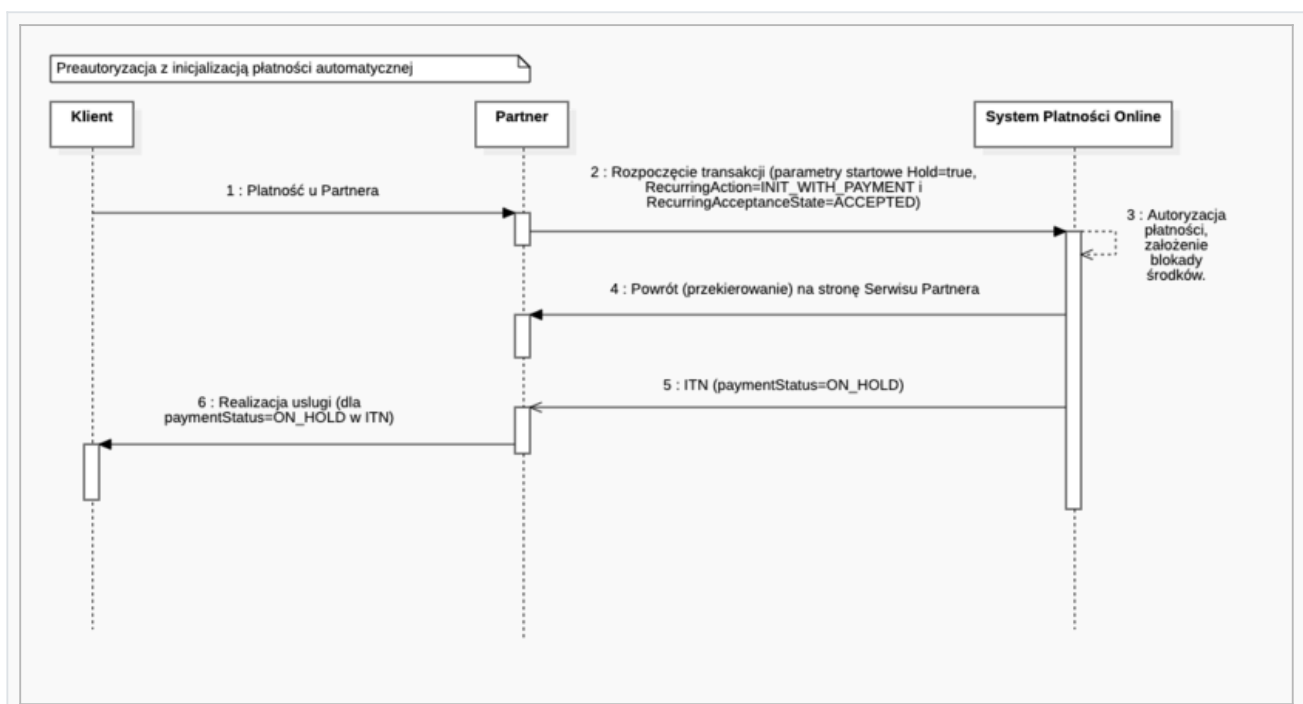 Preautoryzacja z inicjalizacją płatności automatycznej
Klient
Partner
System Płatności Online
1 : Płatność u Partnera
2 : Rozpoczęcie transakcji (parametry startowe Hold=true,
RecurringAction=INIT_WITH_PAYMENT i
RecurringAcceptanceState=ACCEPTED)
3 : Autoryzacja
płatności,
założenie
blokady
środków.
4 : Powrót (przekierowanie) na stronę Serwisu Partnera
5 : ITN (paymentStatus=ON_HOLD)
6 : Realizacja usługi (dla
paymentStatus=ON_HOLD w ITN)